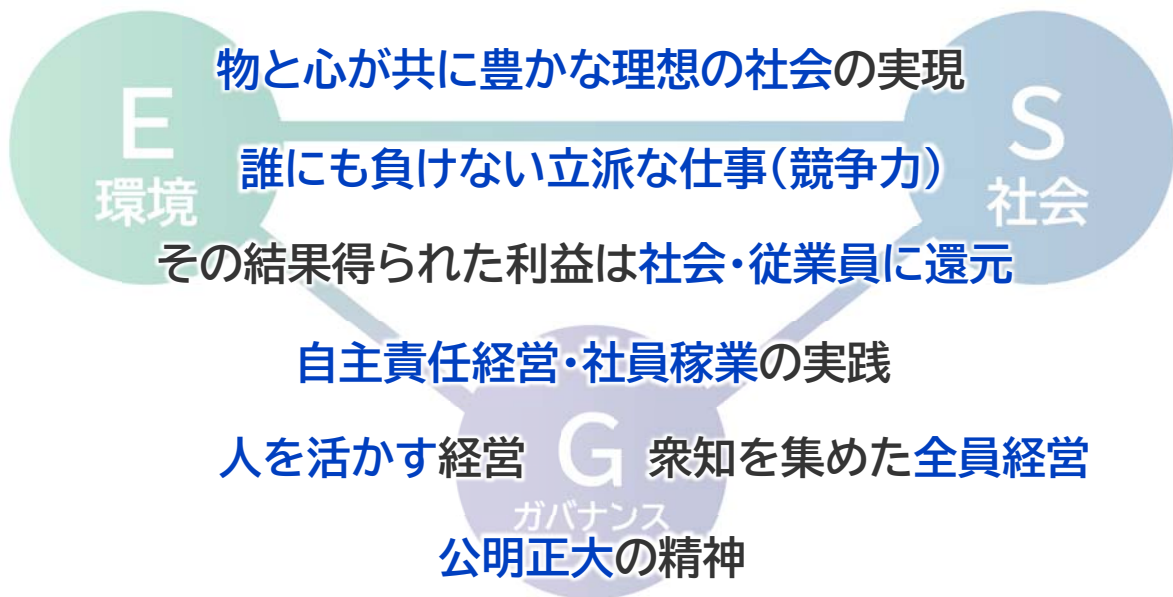 物と心が共に豊かな理想の社会の実現
E
環境
S
社会
誰にも負けない立派な仕事(競争力)
その結果得られた利益は社会・従業員に還元
自主責任経営・社員稼業の実践
人を活かす経営
G
衆知を集めた全員経営
ガバナンス
公明正大の精神